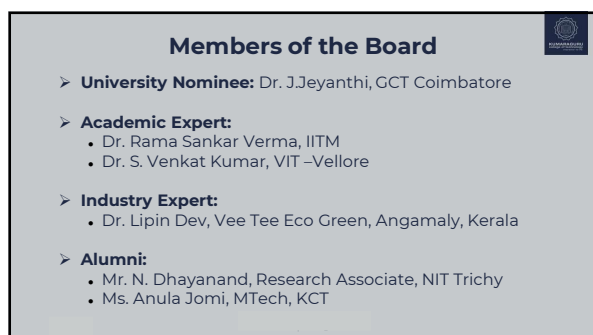 Members of the Board
KUMARAGURU
➢ University Nominee: Dr. J.Jeyanthi, GCT Coimbatore
➢ Academic Expert:
• Dr. Rama Sankar Verma, IITM
• Dr. S. Venkat Kumar, VIT –Vellore
➢ Industry Expert:
• Dr. Lipin Dev, Vee Tee Eco Green, Angamaly, Kerala
➢ Alumni:
• Mr. N. Dhayanand, Research Associate, NIT Trichy
• Ms. Anula Jomi, MTech, KCT